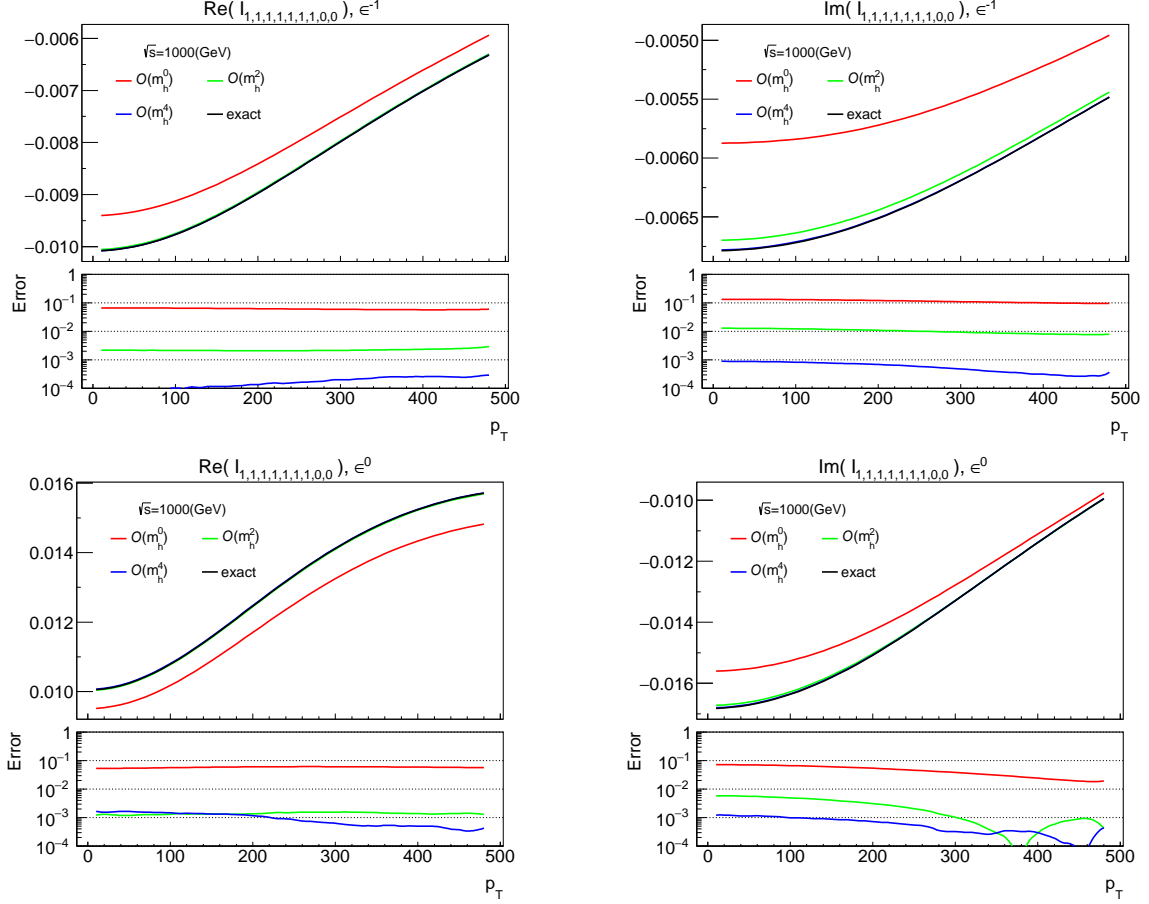 Re( I1,1,1,1,1,1,1,0,0), ϵ-1
−0.006
−0.007
−0.008
−0.009
−0.010
√s=1000(GeV)
O(m0h) O(m2h)
O(m4h) exact
Error
1
10−1
10−2
10−3
10−4
0 100 200 300 400 500
pT
Im( I1,1,1,1,1,1,1,0,0), ϵ-1
−0.0050
−0.0055
−0.0060
−0.0065
√s=1000(GeV)
O(m0h) O(m2h)
O(m4h) exact
Error
1
10−1
10−2
10−3
10−4
0 100 200 300 400 500
pT
Re( I1,1,1,1,1,1,1,0,0), ϵ0
0.016
0.014
0.012
0.010
√s=1000(GeV)
O(m0h) O(m2h)
O(m4h) exact
Error
1
10−1
10−2
10−3
10−4
0 100 200 300 400 500
pT
Im( I1,1,1,1,1,1,1,0,0), ϵ0
−0.010
−0.012
−0.014
−0.016
√s=1000(GeV)
O(m0h) O(m2h)
O(m4h) exact
Error
1
10−1
10−2
10−3
10−4
0 100 200 300 400 500
pT